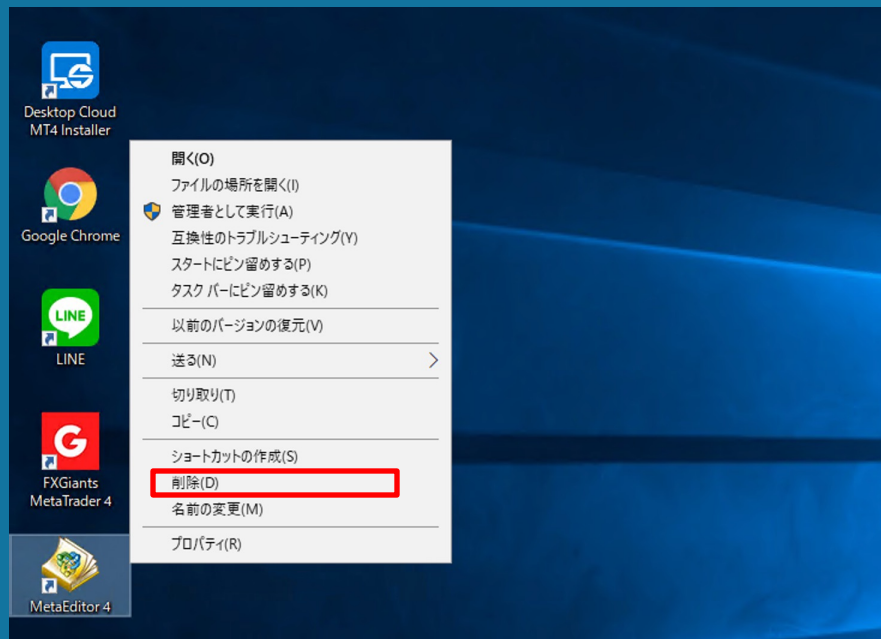 Desktop Cloud
MT4 Installer
Google Chrome
LINE
LINE
G
FXGiants
MetaTrader 4
MetaEditor 4
開く(O)
ファイルの場所を開く(I)
管理者として実行(A)
互換性のトラブルシューティング(Y)
スタートにピン留めする(P)
タスク バーにピン留めする(K)
以前のバージョンの復元(V)
送る(N)
切り取り(T)
コピー(C)
ショートカットの作成(S)
削除(D)
名前の変更(M)
プロパティ(R)